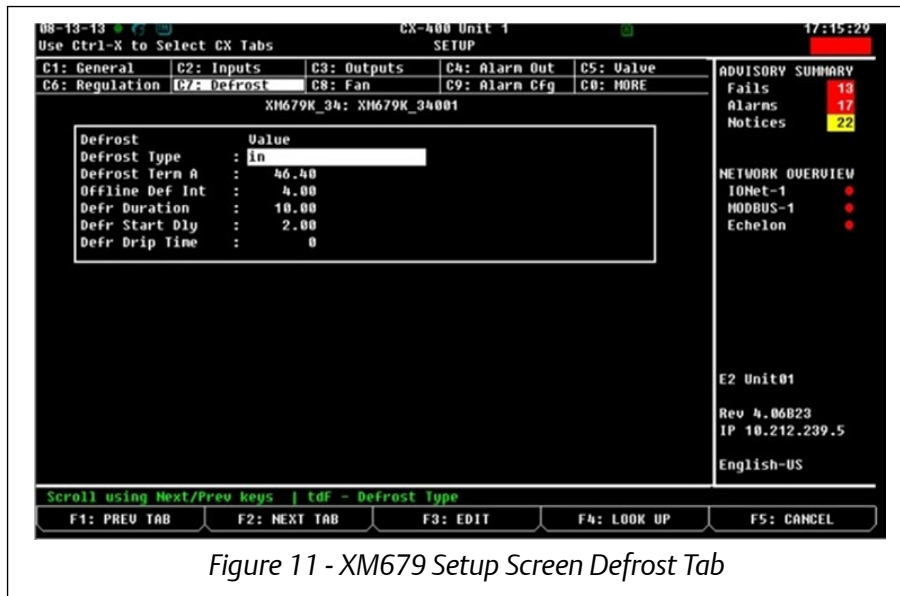 08-13-13 CX-400 Unit 1 17:15:29
Use Ctrl-X to Select CX Tabs SETUP
C1: General C2: Inputs C3: Outputs C4: Alarm Out C5: Valve
C6: Regulation C7: Defrost C8: Fan C9: Alarm Cfg C0: MORE
XM679K_34: XM679K_34001
Defrost Value
Defrost Type : in
Defrost Term A : 46.40
Offline Def Int : 4.00
Defr Duration : 10.00
Defr Start Dly : 2.00
Defr Drip Time : 0
ADVISORY SUMMARY
Fails 13
Alarms 17
Notices 22
NETWORK OVERVIEW
IONet-1
MODBUS-1
Echelon
E2 Unit01
Rev 4.06B23
IP 10.212.239.5
English-US
Scroll using Next/Prev keys | tdF - Defrost Type
F1: PREV TAB F2: NEXT TAB F3: EDIT F4: LOOK UP F5: CANCEL
Figure 11 - XM679 Setup Screen Defrost Tab